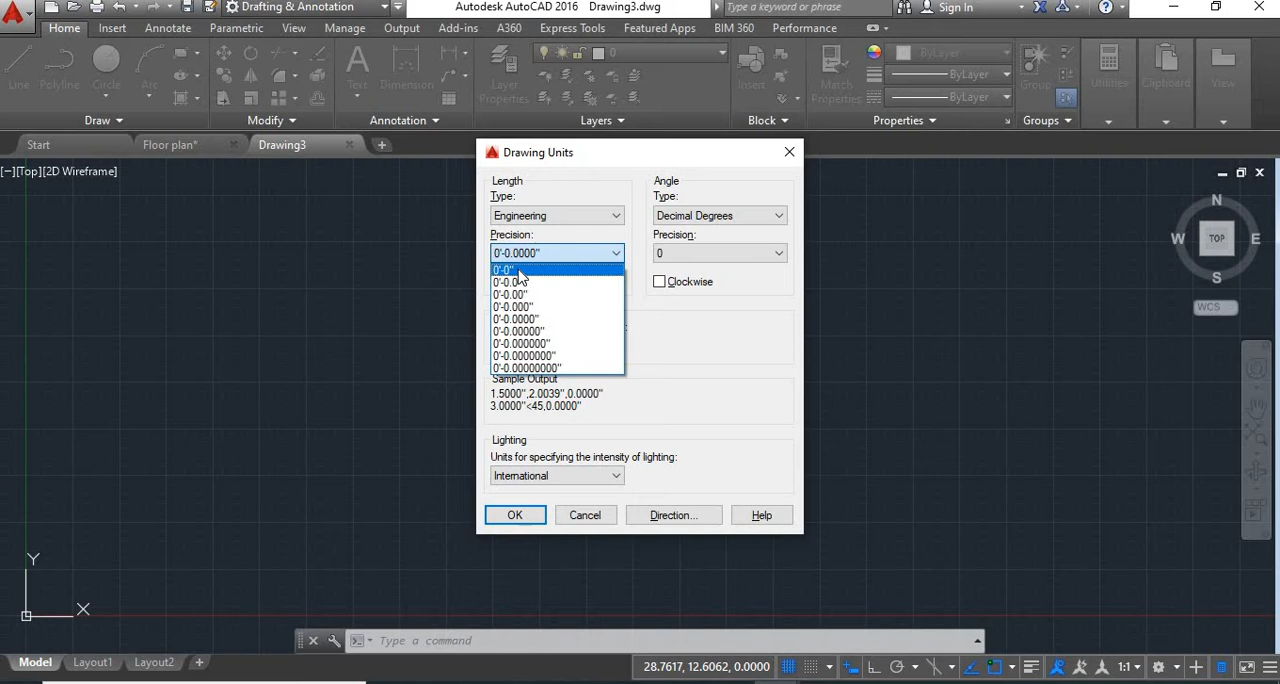 Drafting & Annotation
Autodesk AutoCAD 2016 Drawing3.dwg
Type a keyword or phrase
Sign In
Home Insert Annotate Parametric View Manage Output Add-ins A360 Express Tools Featured Apps BIM 360 Performance
Line Polyline Circle Arc
Text Dimension
Layer Properties
0
Insert
Match Properties
ByLayer
ByLayer
ByLayer
Group
Utilities
Clipboard
View
Draw Modify Annotation Layers Block Properties Groups
Start Floor plan* Drawing3
[−][Top][2D Wireframe]
Drawing Units
Length
Type:
Engineering
Precision:
0'-0.0000"
0'-0"
0'-0.0"
0'-0.00"
0'-0.000"
0'-0.0000"
0'-0.00000"
0'-0.000000"
0'-0.0000000"
0'-0.00000000"
Angle
Type:
Decimal Degrees
Precision:
0
Clockwise
Sample Output
1.5000",2.0039",0.0000"
3.0000"<45,0.0000"
Lighting
Units for specifying the intensity of lighting:
International
OK Cancel Direction... Help
N
W TOP E
S
WCS
Y
X
Type a command
Model Layout1 Layout2
28.7617, 12.6062, 0.0000
1:1